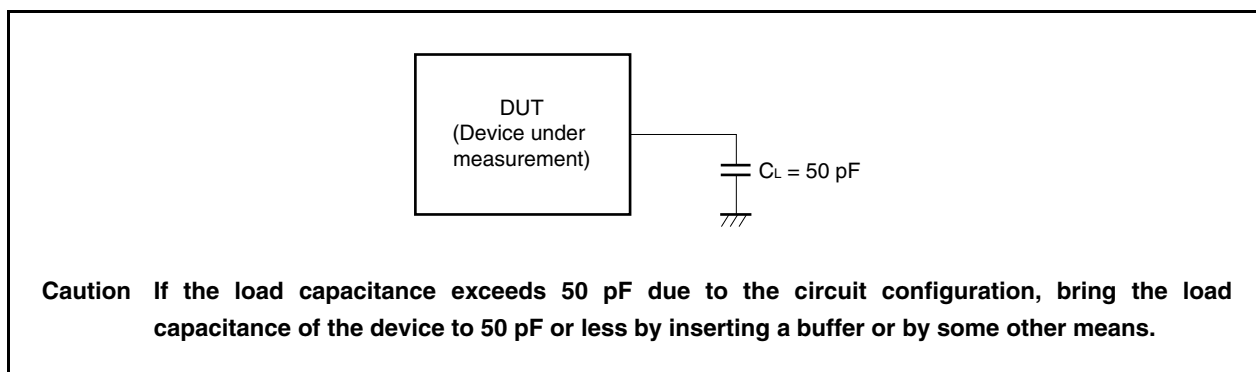 DUT
(Device under
measurement)
CL = 50 pF
Caution If the load capacitance exceeds 50 pF due to the circuit configuration, bring the load
capacitance of the device to 50 pF or less by inserting a buffer or by some other means.